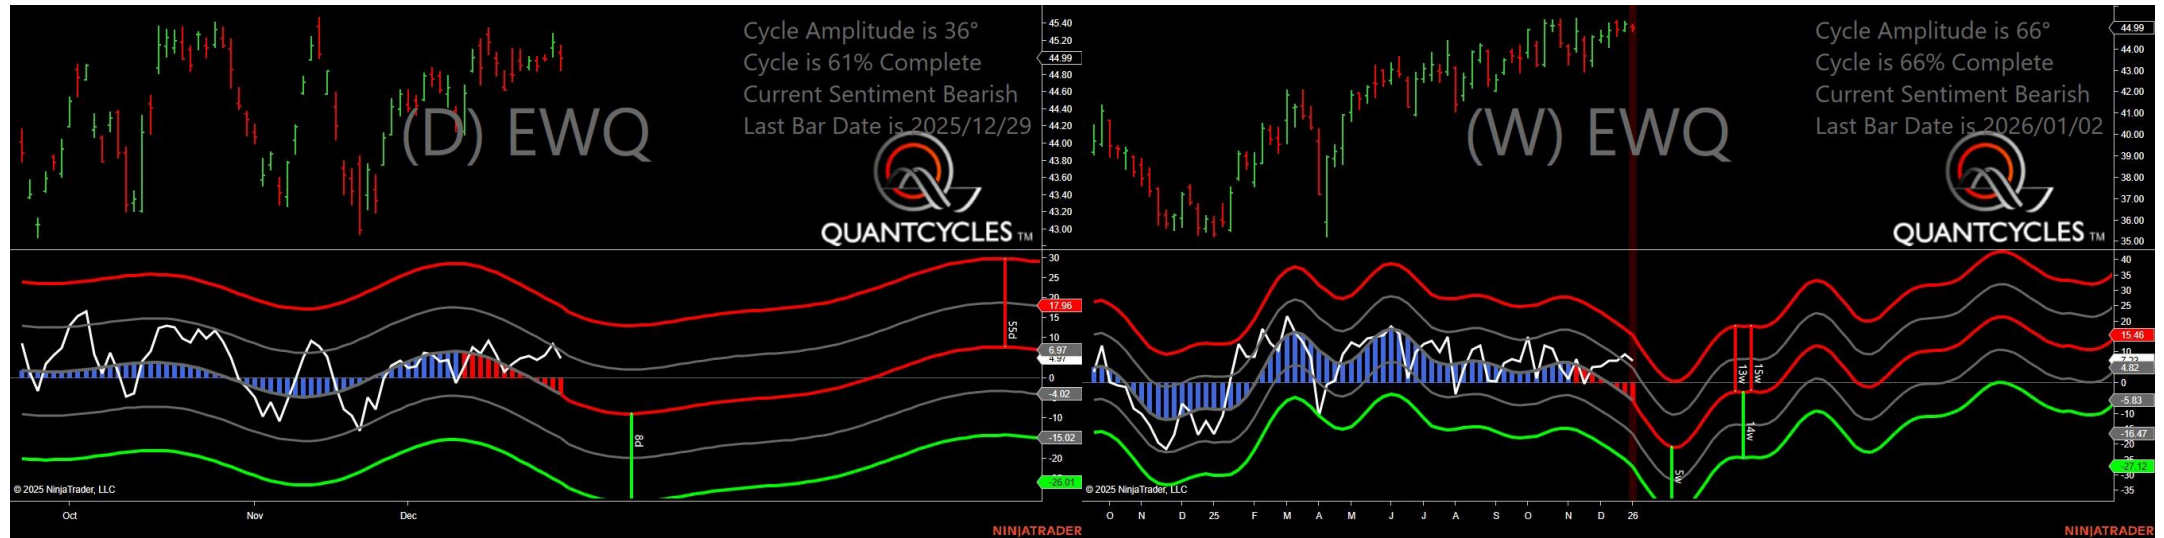 Cycle Amplitude is 36°
Cycle is 61% Complete
Current Sentiment Bearish
Last Bar Date is 2025/12/29
(D) EWQ
QUANTCYCLES TM
45.40
45.20
44.99
44.80
44.60
44.40
44.20
44.00
43.80
43.60
43.40
43.20
43.00
30
25
20
17.96
15
10
6.97
4.97
0
-4.02
-10
-15.02
-20
-26.01
55d
8d
© 2025 NinjaTrader, LLC
Oct Nov Dec
NINJATRADER
Cycle Amplitude is 66°
Cycle is 66% Complete
Current Sentiment Bearish
Last Bar Date is 2026/01/02
(W) EWQ
QUANTCYCLES TM
44.99
44.00
43.00
42.00
41.00
40.00
39.00
38.00
37.00
36.00
35.00
40
35
30
25
20
15.46
10
4.82
0
-5.83
-10
-16.47
-20
-27.12
-30
-35
13w
15w
14w
5w
© 2025 NinjaTrader, LLC
O N D 25 F M A M J J A S O N D 26
NINJATRADER